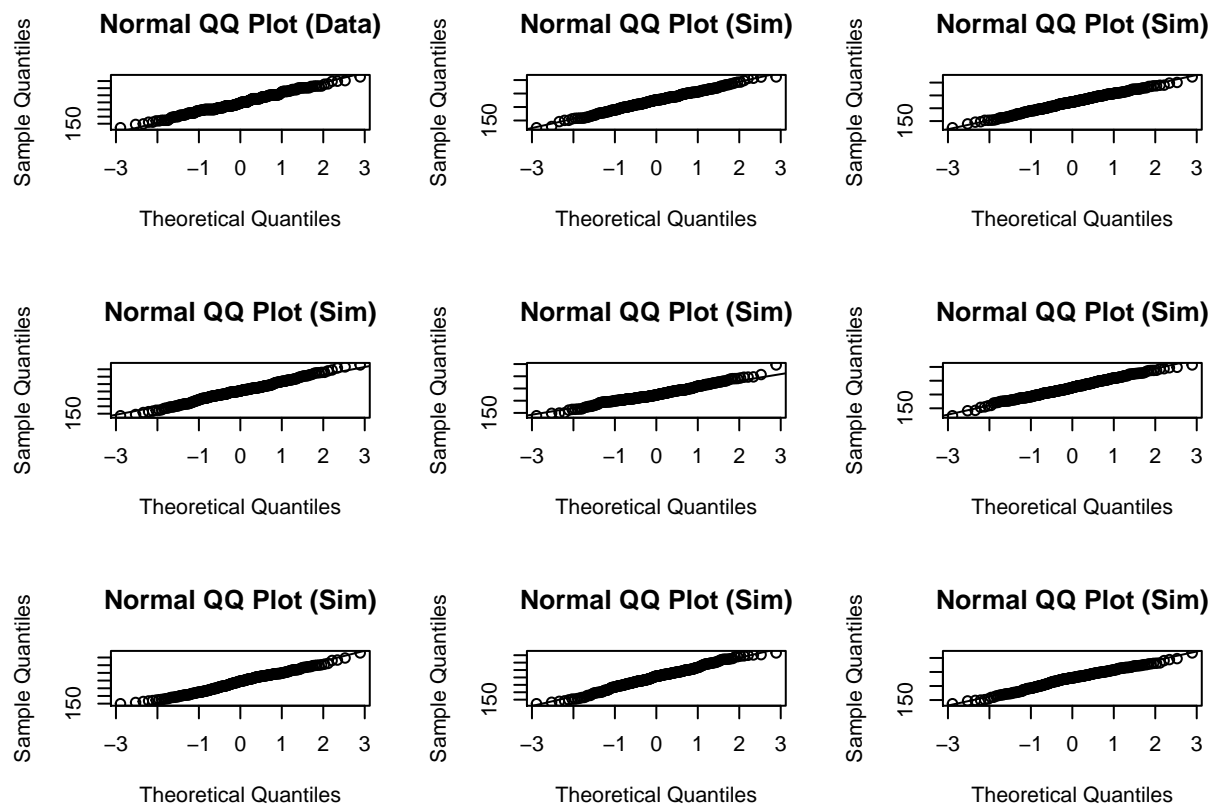 Normal QQ Plot (Data)
Sample Quantiles
150
−3 −1 0 1 2 3
Theoretical Quantiles
Normal QQ Plot (Sim)
Sample Quantiles
150
−3 −1 0 1 2 3
Theoretical Quantiles
Normal QQ Plot (Sim)
Sample Quantiles
150
−3 −1 0 1 2 3
Theoretical Quantiles
Normal QQ Plot (Sim)
Sample Quantiles
150
−3 −1 0 1 2 3
Theoretical Quantiles
Normal QQ Plot (Sim)
Sample Quantiles
150
−3 −1 0 1 2 3
Theoretical Quantiles
Normal QQ Plot (Sim)
Sample Quantiles
150
−3 −1 0 1 2 3
Theoretical Quantiles
Normal QQ Plot (Sim)
Sample Quantiles
150
−3 −1 0 1 2 3
Theoretical Quantiles
Normal QQ Plot (Sim)
Sample Quantiles
150
−3 −1 0 1 2 3
Theoretical Quantiles
Normal QQ Plot (Sim)
Sample Quantiles
150
−3 −1 0 1 2 3
Theoretical Quantiles